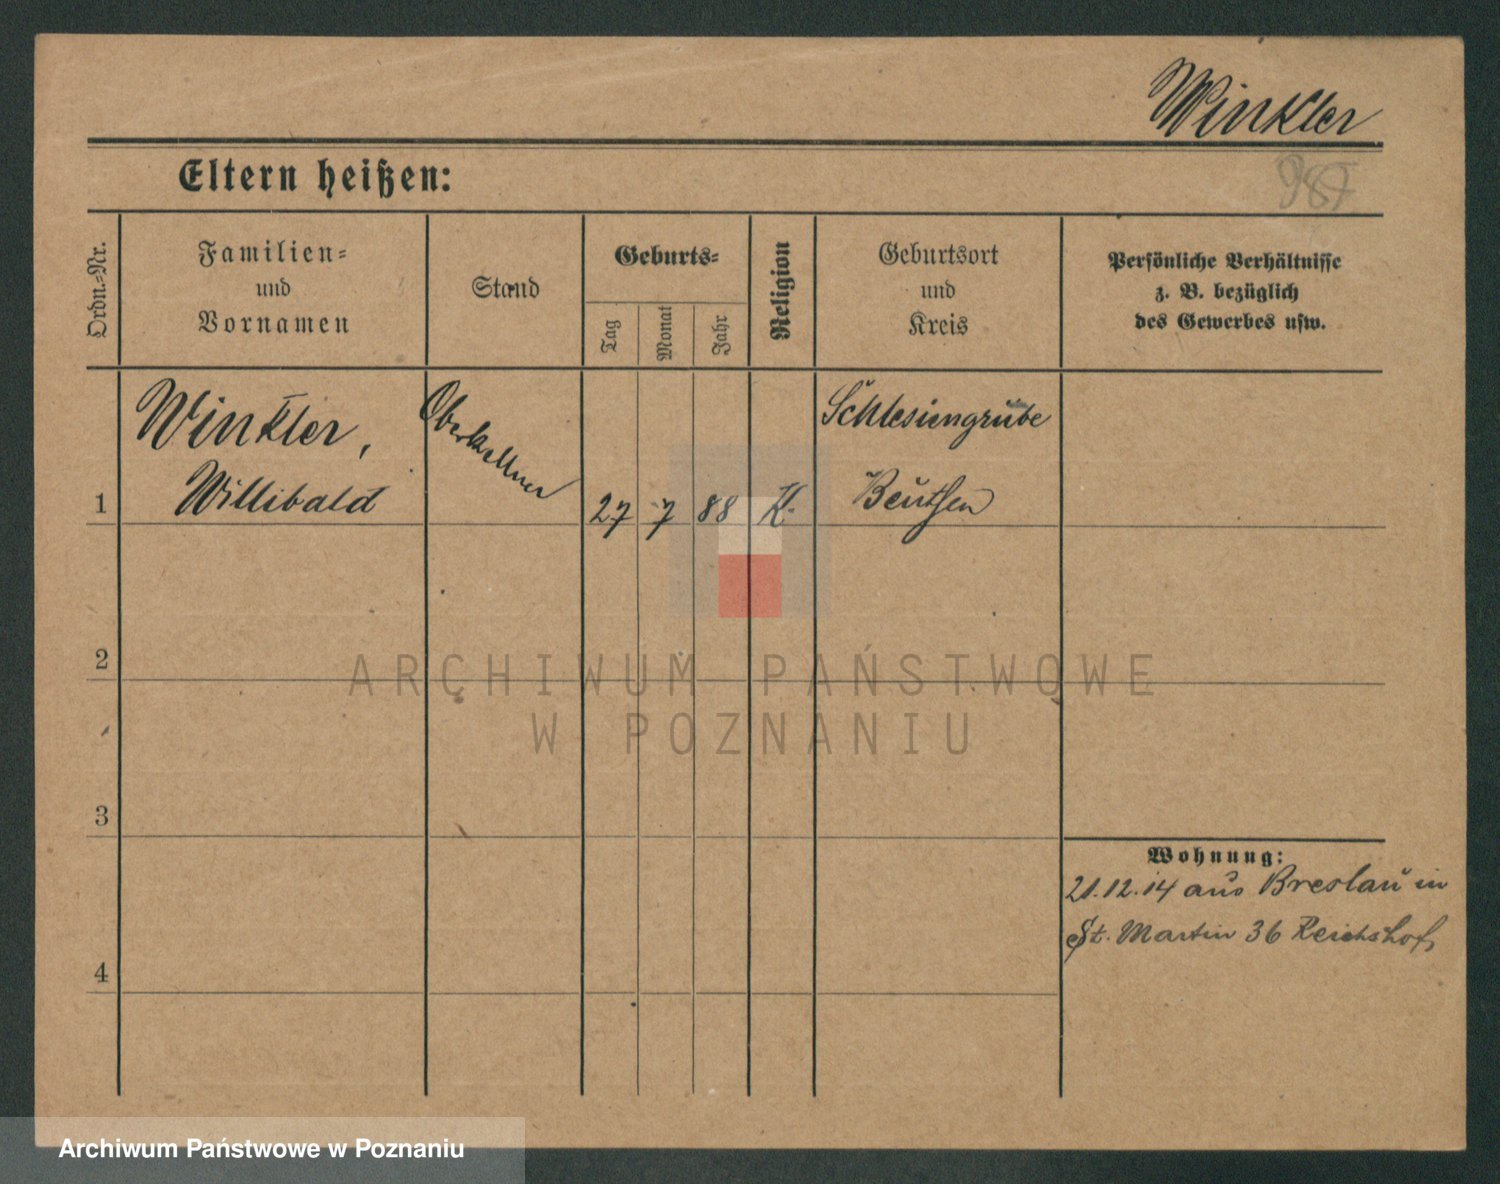 Winkler
Eltern heißen:
987
Ordn.-Nr.
Familien-
und
Vornamen
Stand
Geburts-
Tag
Monat
Jahr
Religion
Geburtsort
und
Kreis
Persönliche Verhältnisse
z. B. bezüglich
des Gewerbes usw.
1
Winkler,
Willibald
Oberkellner
27
7
88
K.
Schlesiengrube
Beuthen
2
ARCHIWUM PAŃSTWOWE
W POZNANIU
3
Wohnung:
21.12.14 aus Breslau in
St. Martin 36 Reichshof
4
Archiwum Państwowe w Poznaniu